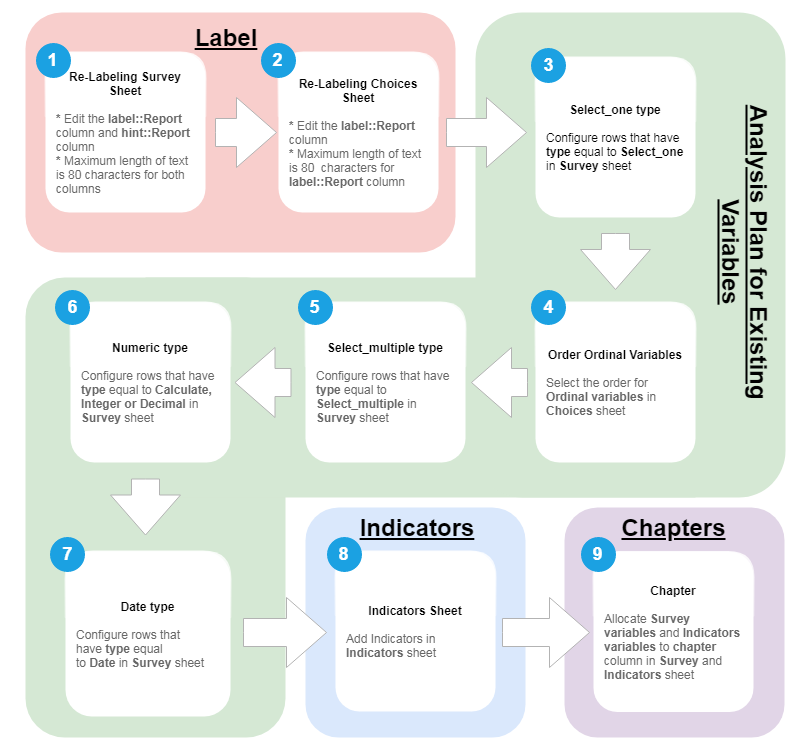 Label
1
Re-Labeling Survey
Sheet
* Edit the label::Report
column and hint::Report
column
* Maximum length of text
is 80 characters for both
columns
2
Re-Labeling Choices
Sheet
* Edit the label::Report
column
* Maximum length of text
is 80 characters for
label::Report column
Analysis Plan for Existing
Variables
3
Select_one type
Configure rows that have
type equal to Select_one
in Survey sheet
4
Order Ordinal Variables
Select the order for
Ordinal variables in
Choices sheet
5
Select_multiple type
Configure rows that have
type equal to
Select_multiple in
Survey sheet
6
Numeric type
Configure rows that have
type equal to Calculate,
Integer or Decimal in
Survey sheet
7
Date type
Configure rows that
have type equal
to Date in Survey sheet
Indicators
8
Indicators Sheet
Add Indicators in
Indicators sheet
Chapters
9
Chapter
Allocate Survey
variables and Indicators
variables to chapter
column in Survey and
Indicators sheet